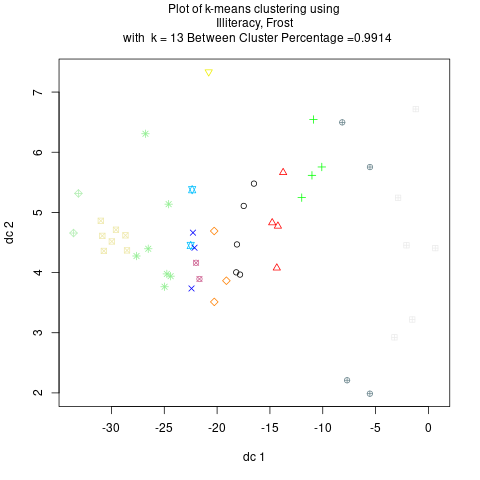 Plot of k-means clustering using
Illiteracy, Frost
with  k = 13 Between Cluster Percentage =0.9914
7
6
5
4
3
2
dc 2
-30
-25
-20
-15
-10
-5
0
dc 1